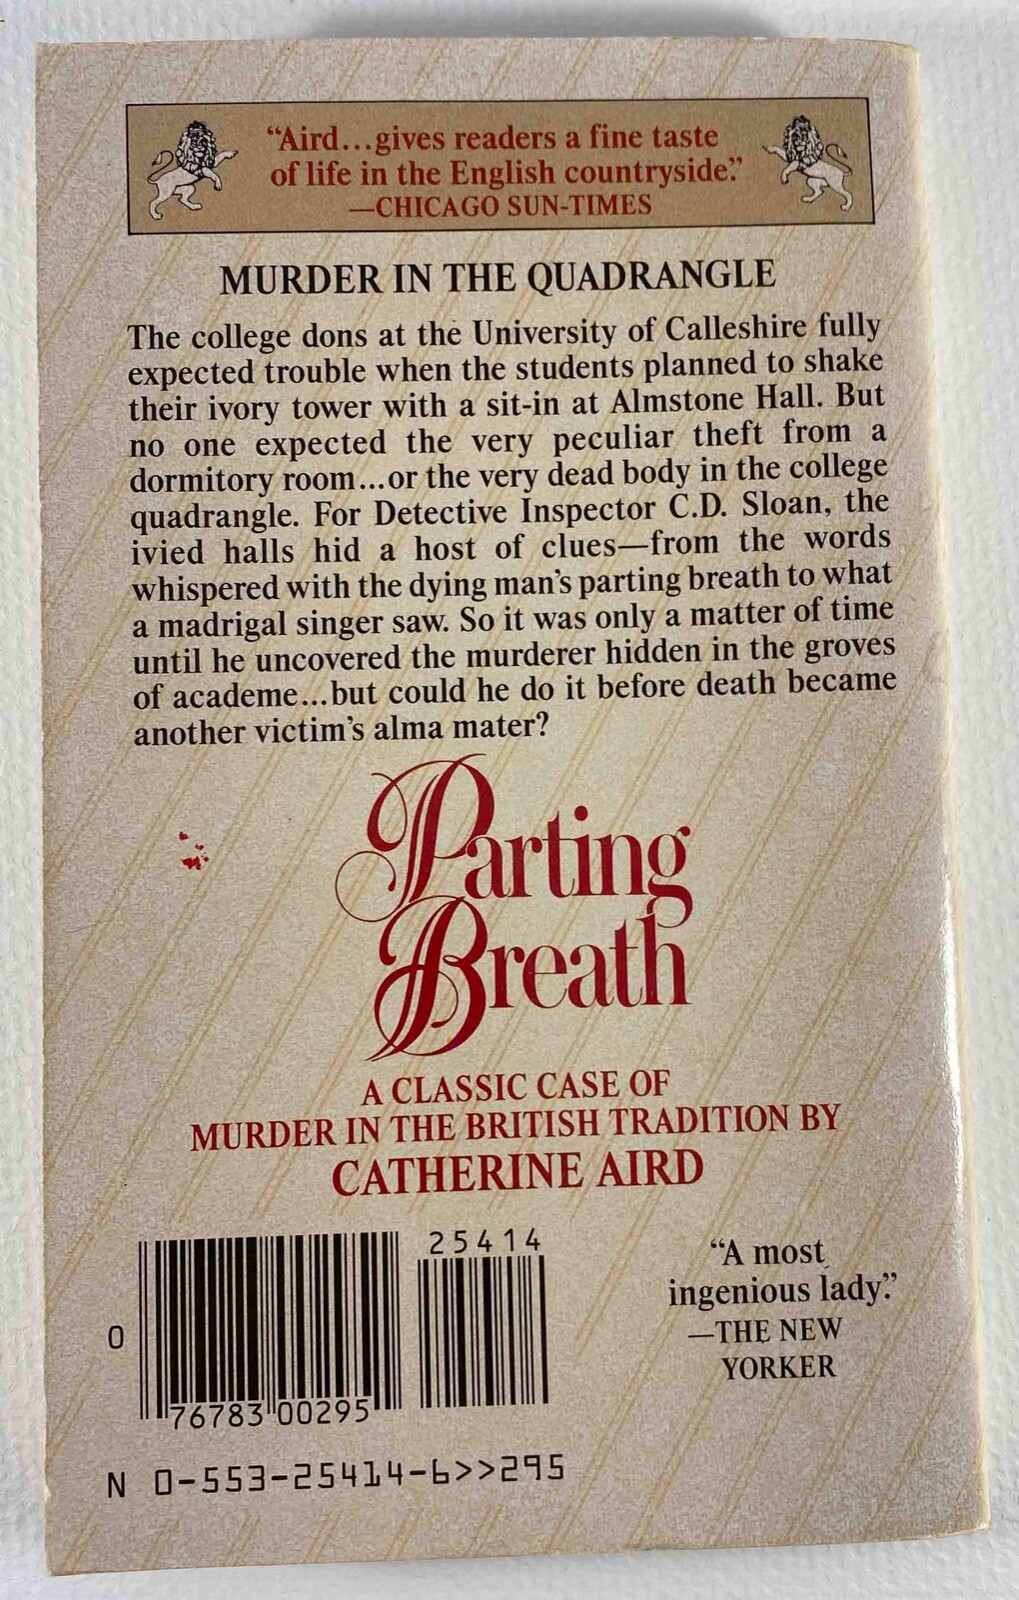 “Aird...gives readers a fine taste
of life in the English countryside.”
—CHICAGO SUN-TIMES
MURDER IN THE QUADRANGLE
The college dons at the University of Calleshire fully
expected trouble when the students planned to shake
their ivory tower with a sit-in at Almstone Hall. But
no one expected the very peculiar theft from a
dormitory room...or the very dead body in the college
quadrangle. For Detective Inspector C.D. Sloan, the
ivied halls hid a host of clues—from the words
whispered with the dying man's parting breath to what
a madrigal singer saw. So it was only a matter of time
until he uncovered the murderer hidden in the groves
of academe...but could he do it before death became
another victim's alma mater?
Parting
Breath
A CLASSIC CASE OF
MURDER IN THE BRITISH TRADITION BY
CATHERINE AIRD
25414
0
76783 00295
“A most
ingenious lady.”
—THE NEW
YORKER
N 0-553-25414-6>>295